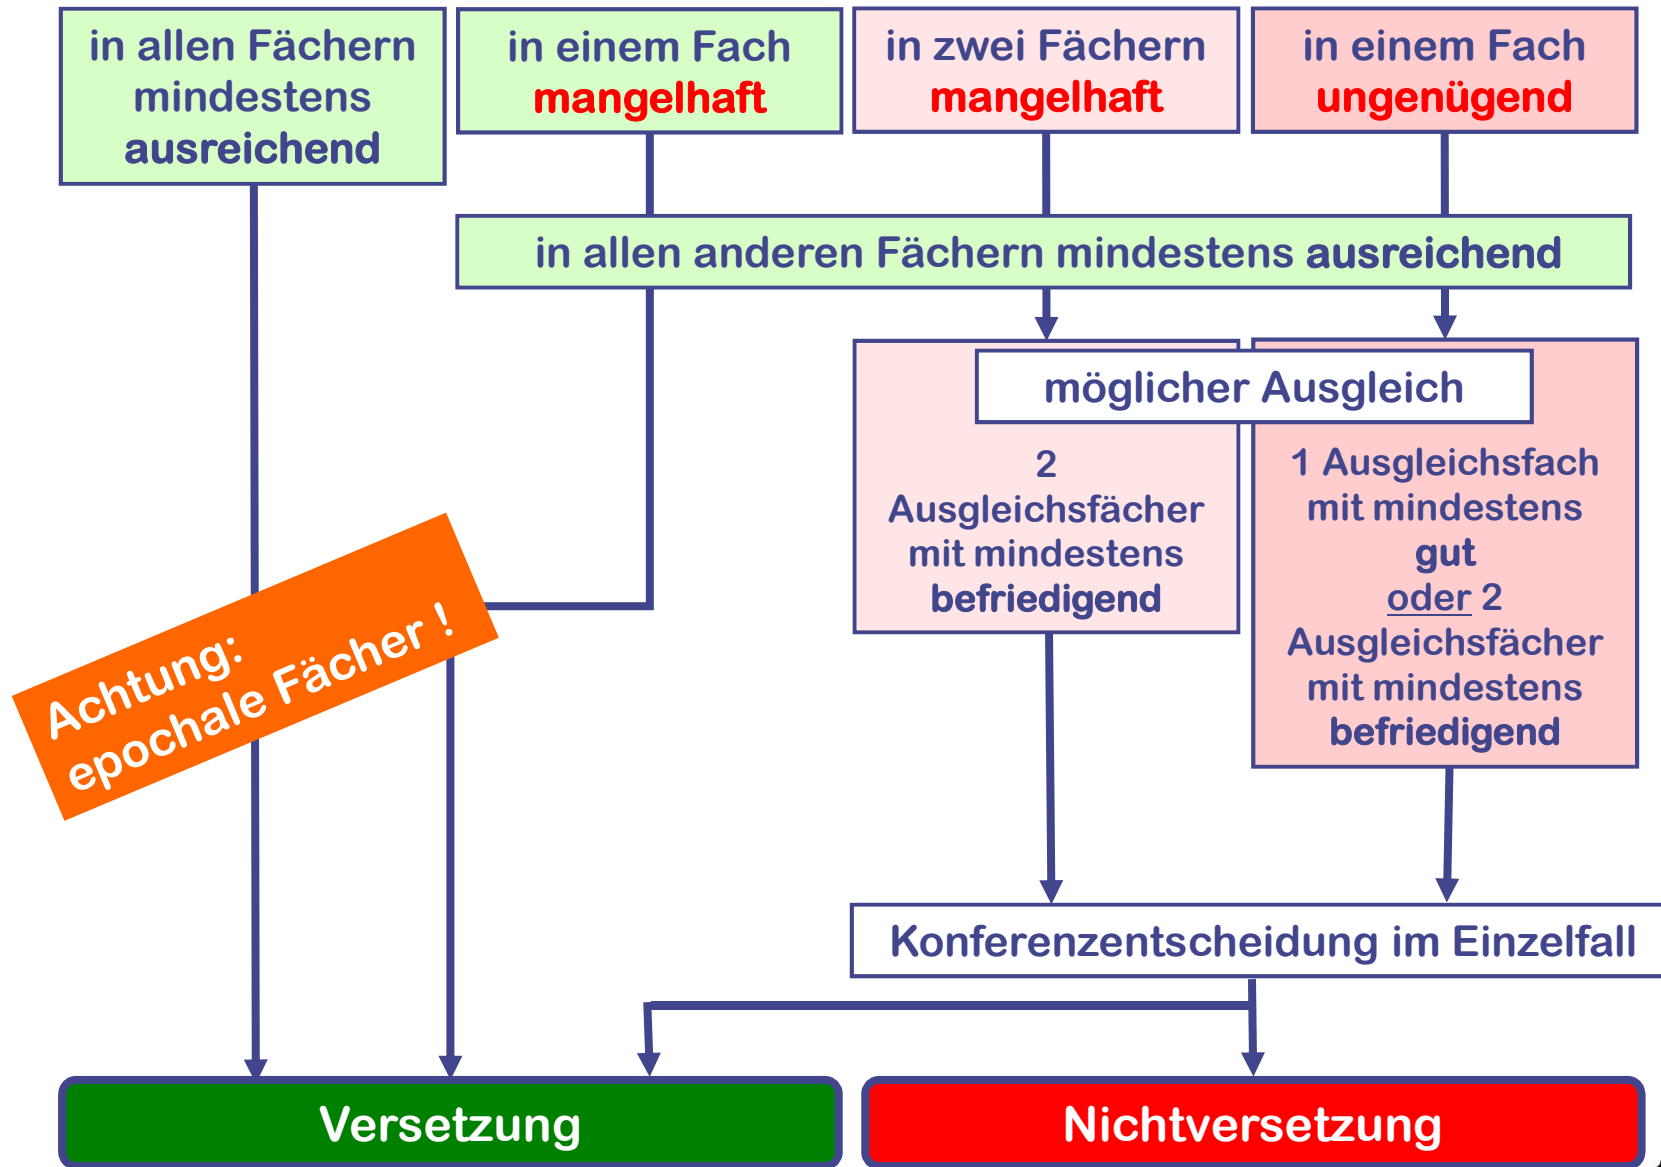 in allen Fächern
mindestens
ausreichend
in einem Fach
mangelhaft
in zwei Fächern
mangelhaft
in einem Fach
ungenügend
in allen anderen Fächern mindestens ausreichend
möglicher Ausgleich
2
Ausgleichsfächer
mit mindestens
befriedigend
1 Ausgleichsfach
mit mindestens
gut
oder 2
Ausgleichsfächer
mit mindestens
befriedigend
Achtung:
epochale Fächer !
Konferenzentscheidung im Einzelfall
Versetzung
Nichtversetzung